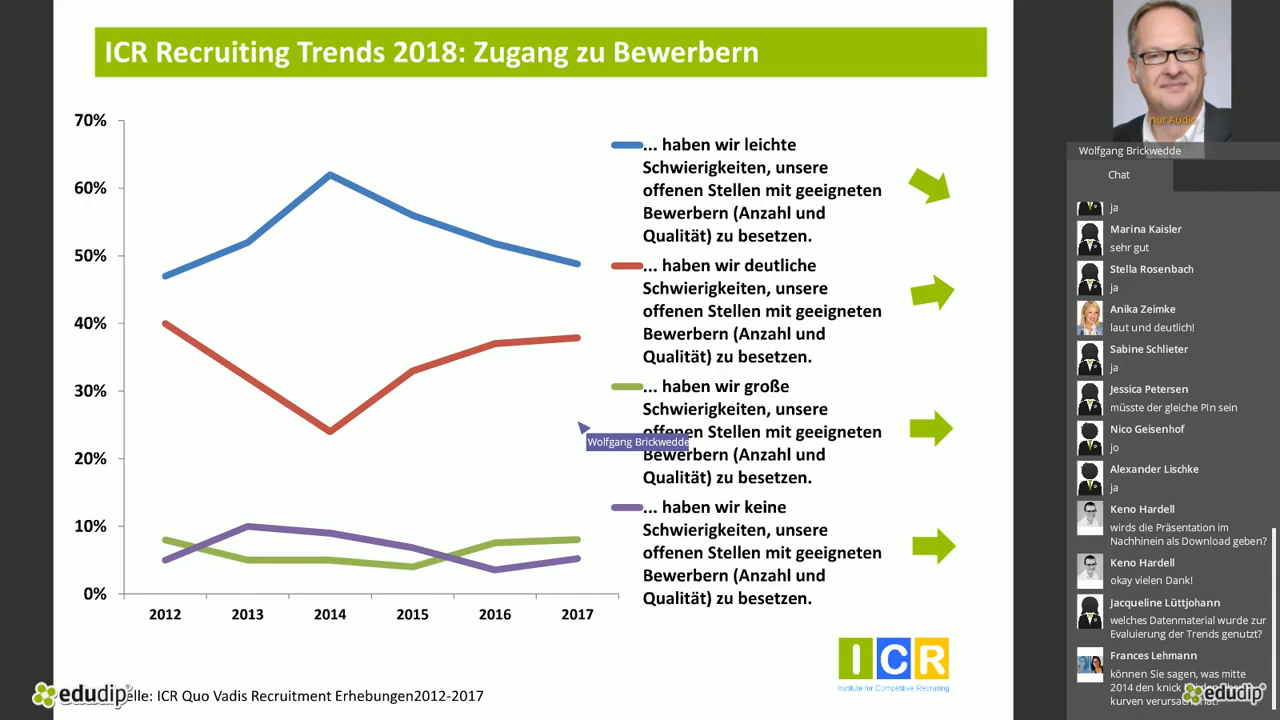 ICR Recruiting Trends 2018: Zugang zu Bewerbern
70%
60%
50%
40%
30%
20%
10%
0%
2012
2013
2014
2015
2016
2017
... haben wir leichte
Schwierigkeiten, unsere
offenen Stellen mit geeigneten
Bewerbern (Anzahl und
Qualität) zu besetzen.
... haben wir deutliche
Schwierigkeiten, unsere
offenen Stellen mit geeigneten
Bewerbern (Anzahl und
Qualität) zu besetzen.
... haben wir große
Schwierigkeiten, unsere
offenen Stellen mit geeigneten
Wolfgang Brickwedde
Bewerbern (Anzahl und
Qualität) zu besetzen.
... haben wir keine
Schwierigkeiten, unsere
offenen Stellen mit geeigneten
Bewerbern (Anzahl und
Qualität) zu besetzen.
ICR
Institute for Competitive Recruiting
edudip
ICR Quo Vadis Recruitment Erhebungen2012-2017
nur Audio
Wolfgang Brickwedde
Chat
ja
Marina Kaisler
sehr gut
Stella Rosenbach
ja
Anika Zeimke
laut und deutlich!
Sabine Schlieter
ja
Jessica Petersen
müsste der gleiche PIn sein
Nico Geisenhof
jo
Alexander Lischke
ja
Keno Hardell
wirds die Präsentation im
Nachhinein als Download geben?
Keno Hardell
okay vielen Dank!
Jacqueline Lüttjohann
welches Datenmaterial wurde zur
Evaluierung der Trends genutzt?
Frances Lehmann
können Sie sagen, was mitte
2014 den knick
kurven
edudip